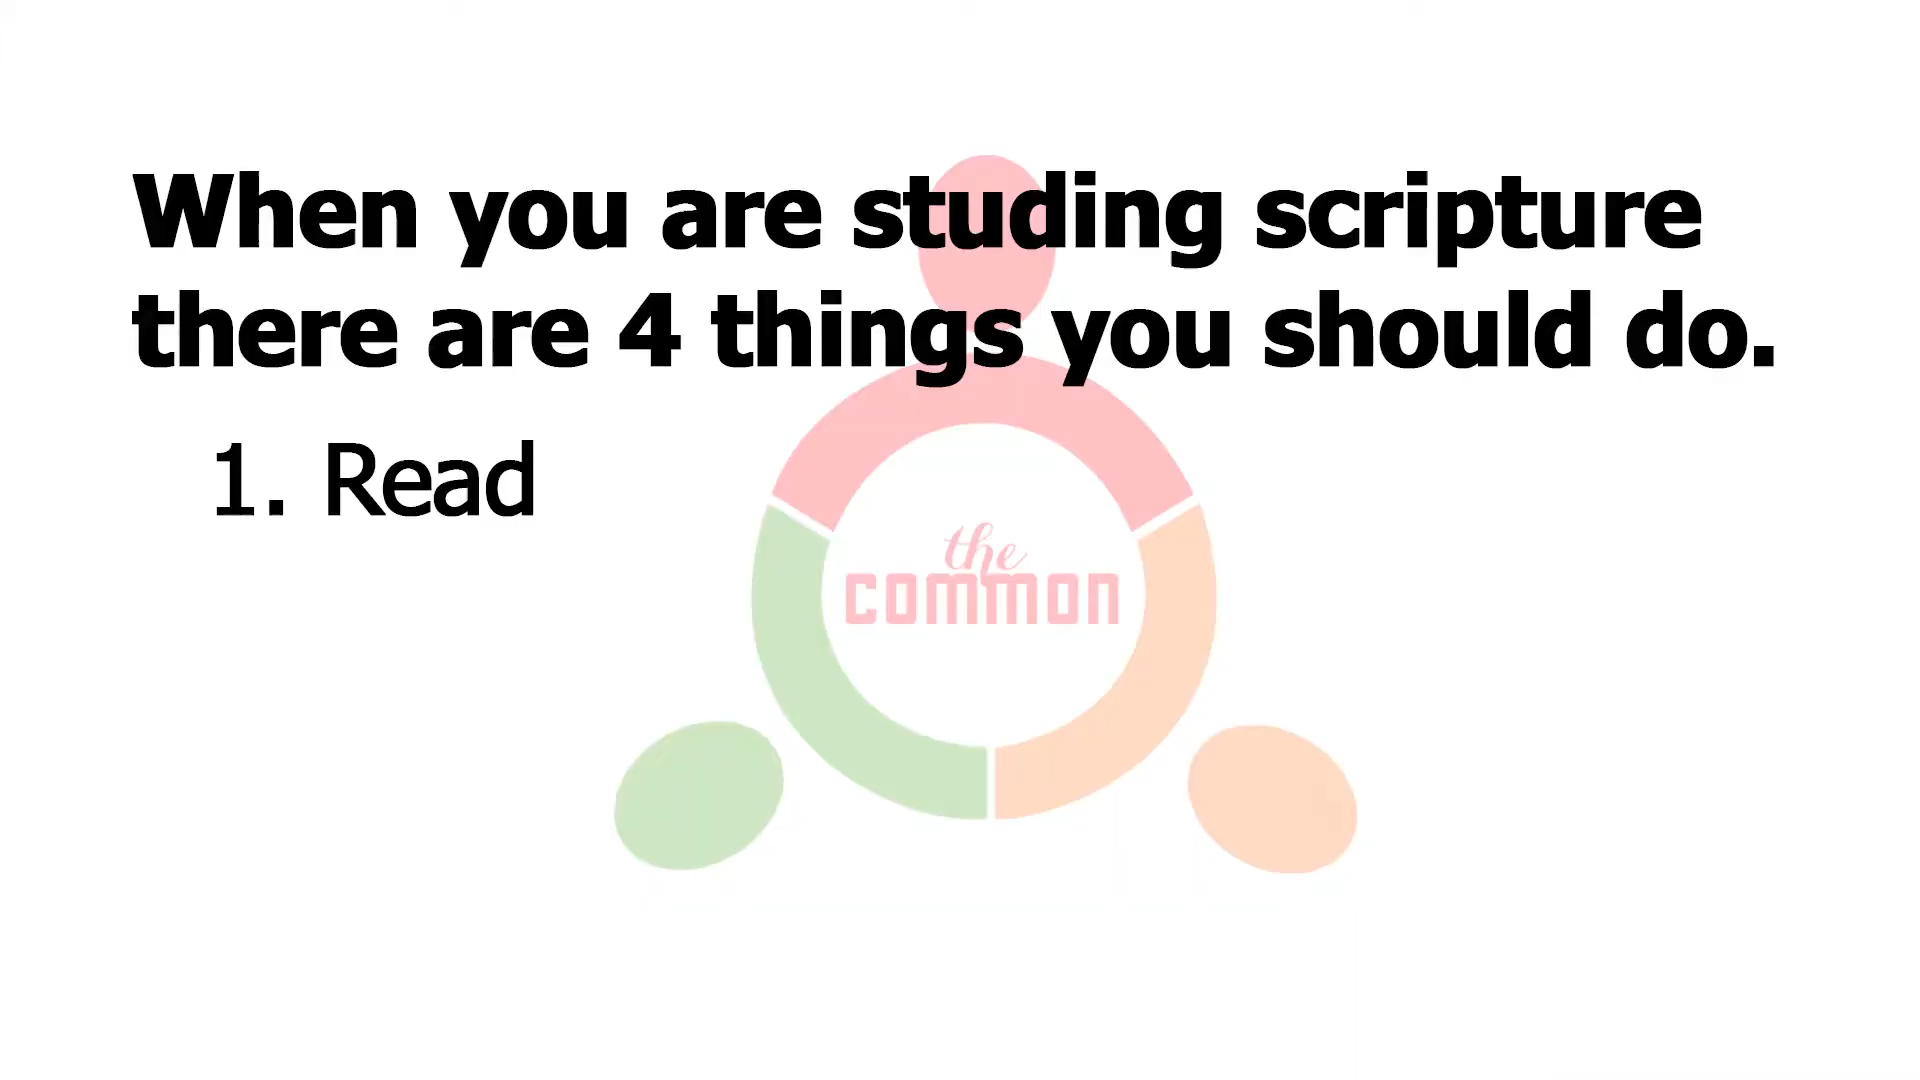 When you are studing scripture
there are 4 things you should do.
1. Read
the
common